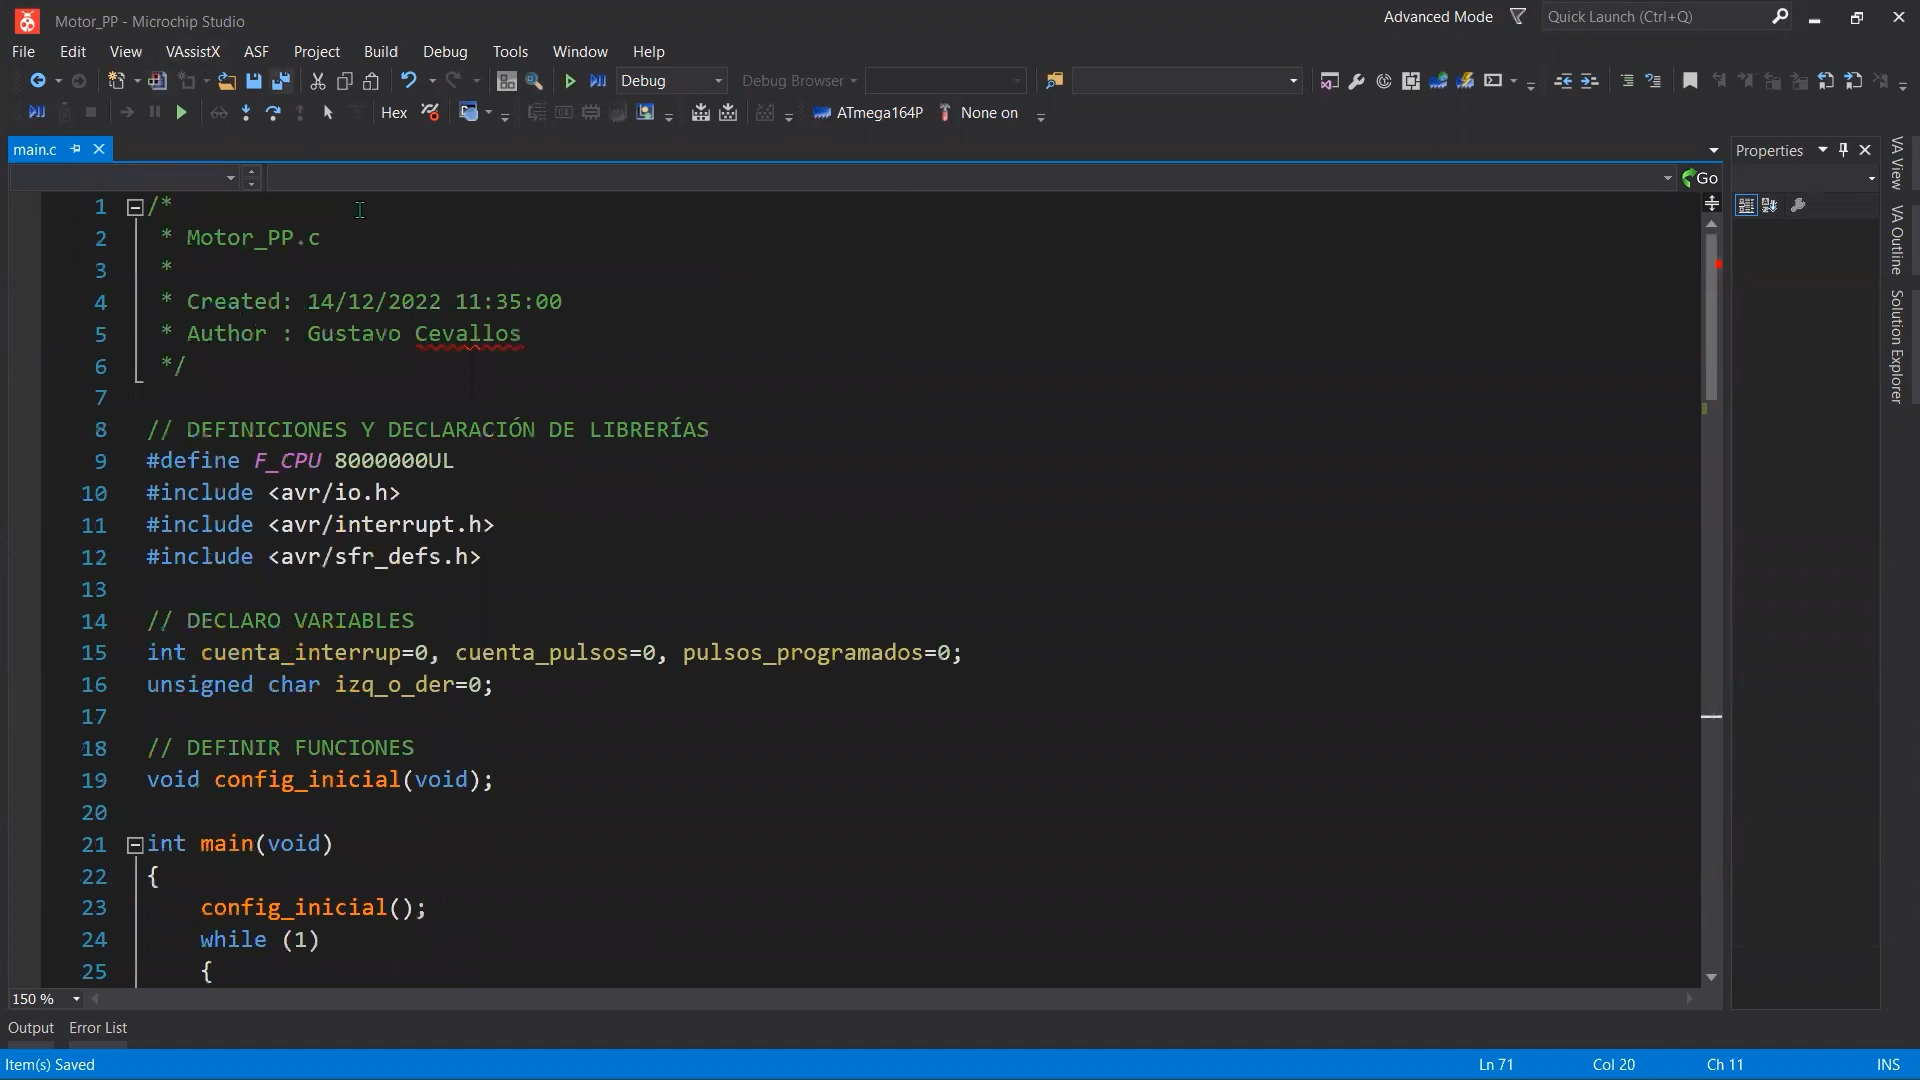 Motor_PP - Microchip Studio
Advanced Mode
Quick Launch (Ctrl+Q)
File Edit View VAssistX ASF Project Build Debug Tools Window Help
Debug
Debug Browser
Hex
ATmega164P
None on
main.c
Properties
Go
VA View
VA Outline
Solution Explorer
1 /*
2 * Motor_PP.c
3 *
4 * Created: 14/12/2022 11:35:00
5 * Author : Gustavo Cevallos
6 */
7
8 // DEFINICIONES Y DECLARACIÓN DE LIBRERÍAS
9 #define F_CPU 8000000UL
10 #include <avr/io.h>
11 #include <avr/interrupt.h>
12 #include <avr/sfr_defs.h>
13
14 // DECLARO VARIABLES
15 int cuenta_interrup=0, cuenta_pulsos=0, pulsos_programados=0;
16 unsigned char izq_o_der=0;
17
18 // DEFINIR FUNCIONES
19 void config_inicial(void);
20
21 int main(void)
22 {
23 config_inicial();
24 while (1)
25 {
150 %
Output Error List
Item(s) Saved
Ln 71 Col 20 Ch 11 INS